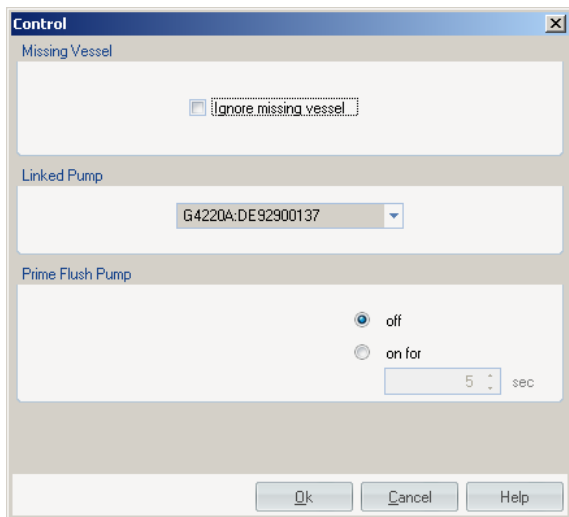 Control
Missing Vessel
Ignore missing vessel
Linked Pump
G4220A:DE92900137
Prime Flush Pump
off
on for
5 sec
Ok Cancel Help